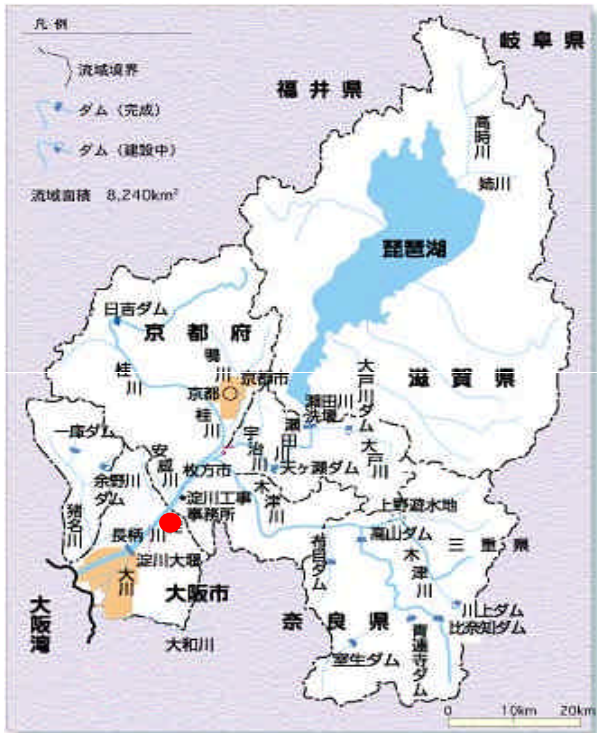 凡例
流域境界
ダム（完成）
ダム（建設中）
流域面積 8,240km²
岐阜県
福井県
高時川
姉川
琵琶湖
日吉ダム
京都府
鴨川
桂川
京都
京都市
桂川
滋賀県
大戸川ダム
瀬田川洗堰
瀬田川
大戸川
宇治川
天ヶ瀬ダム
一庫ダム
余野川ダム
安威川
枚方市
木津川
淀川工事事務所
猪名川
長柄
川
淀川大堰
大川
大阪市
大阪湾
大和川
上野遊水地
高山ダム
布目ダム
木津川
三重県
奈良県
川上ダム
比奈知ダム
青蓮寺ダム
室生ダム
0 10km 20km